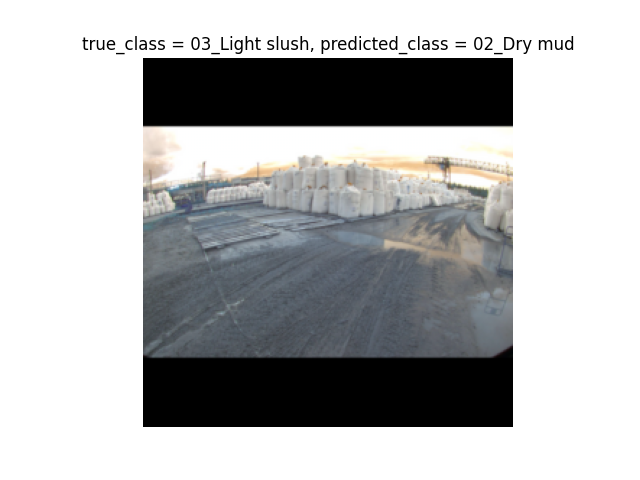 true_class = 03_Light slush, predicted_class = 02_Dry mud